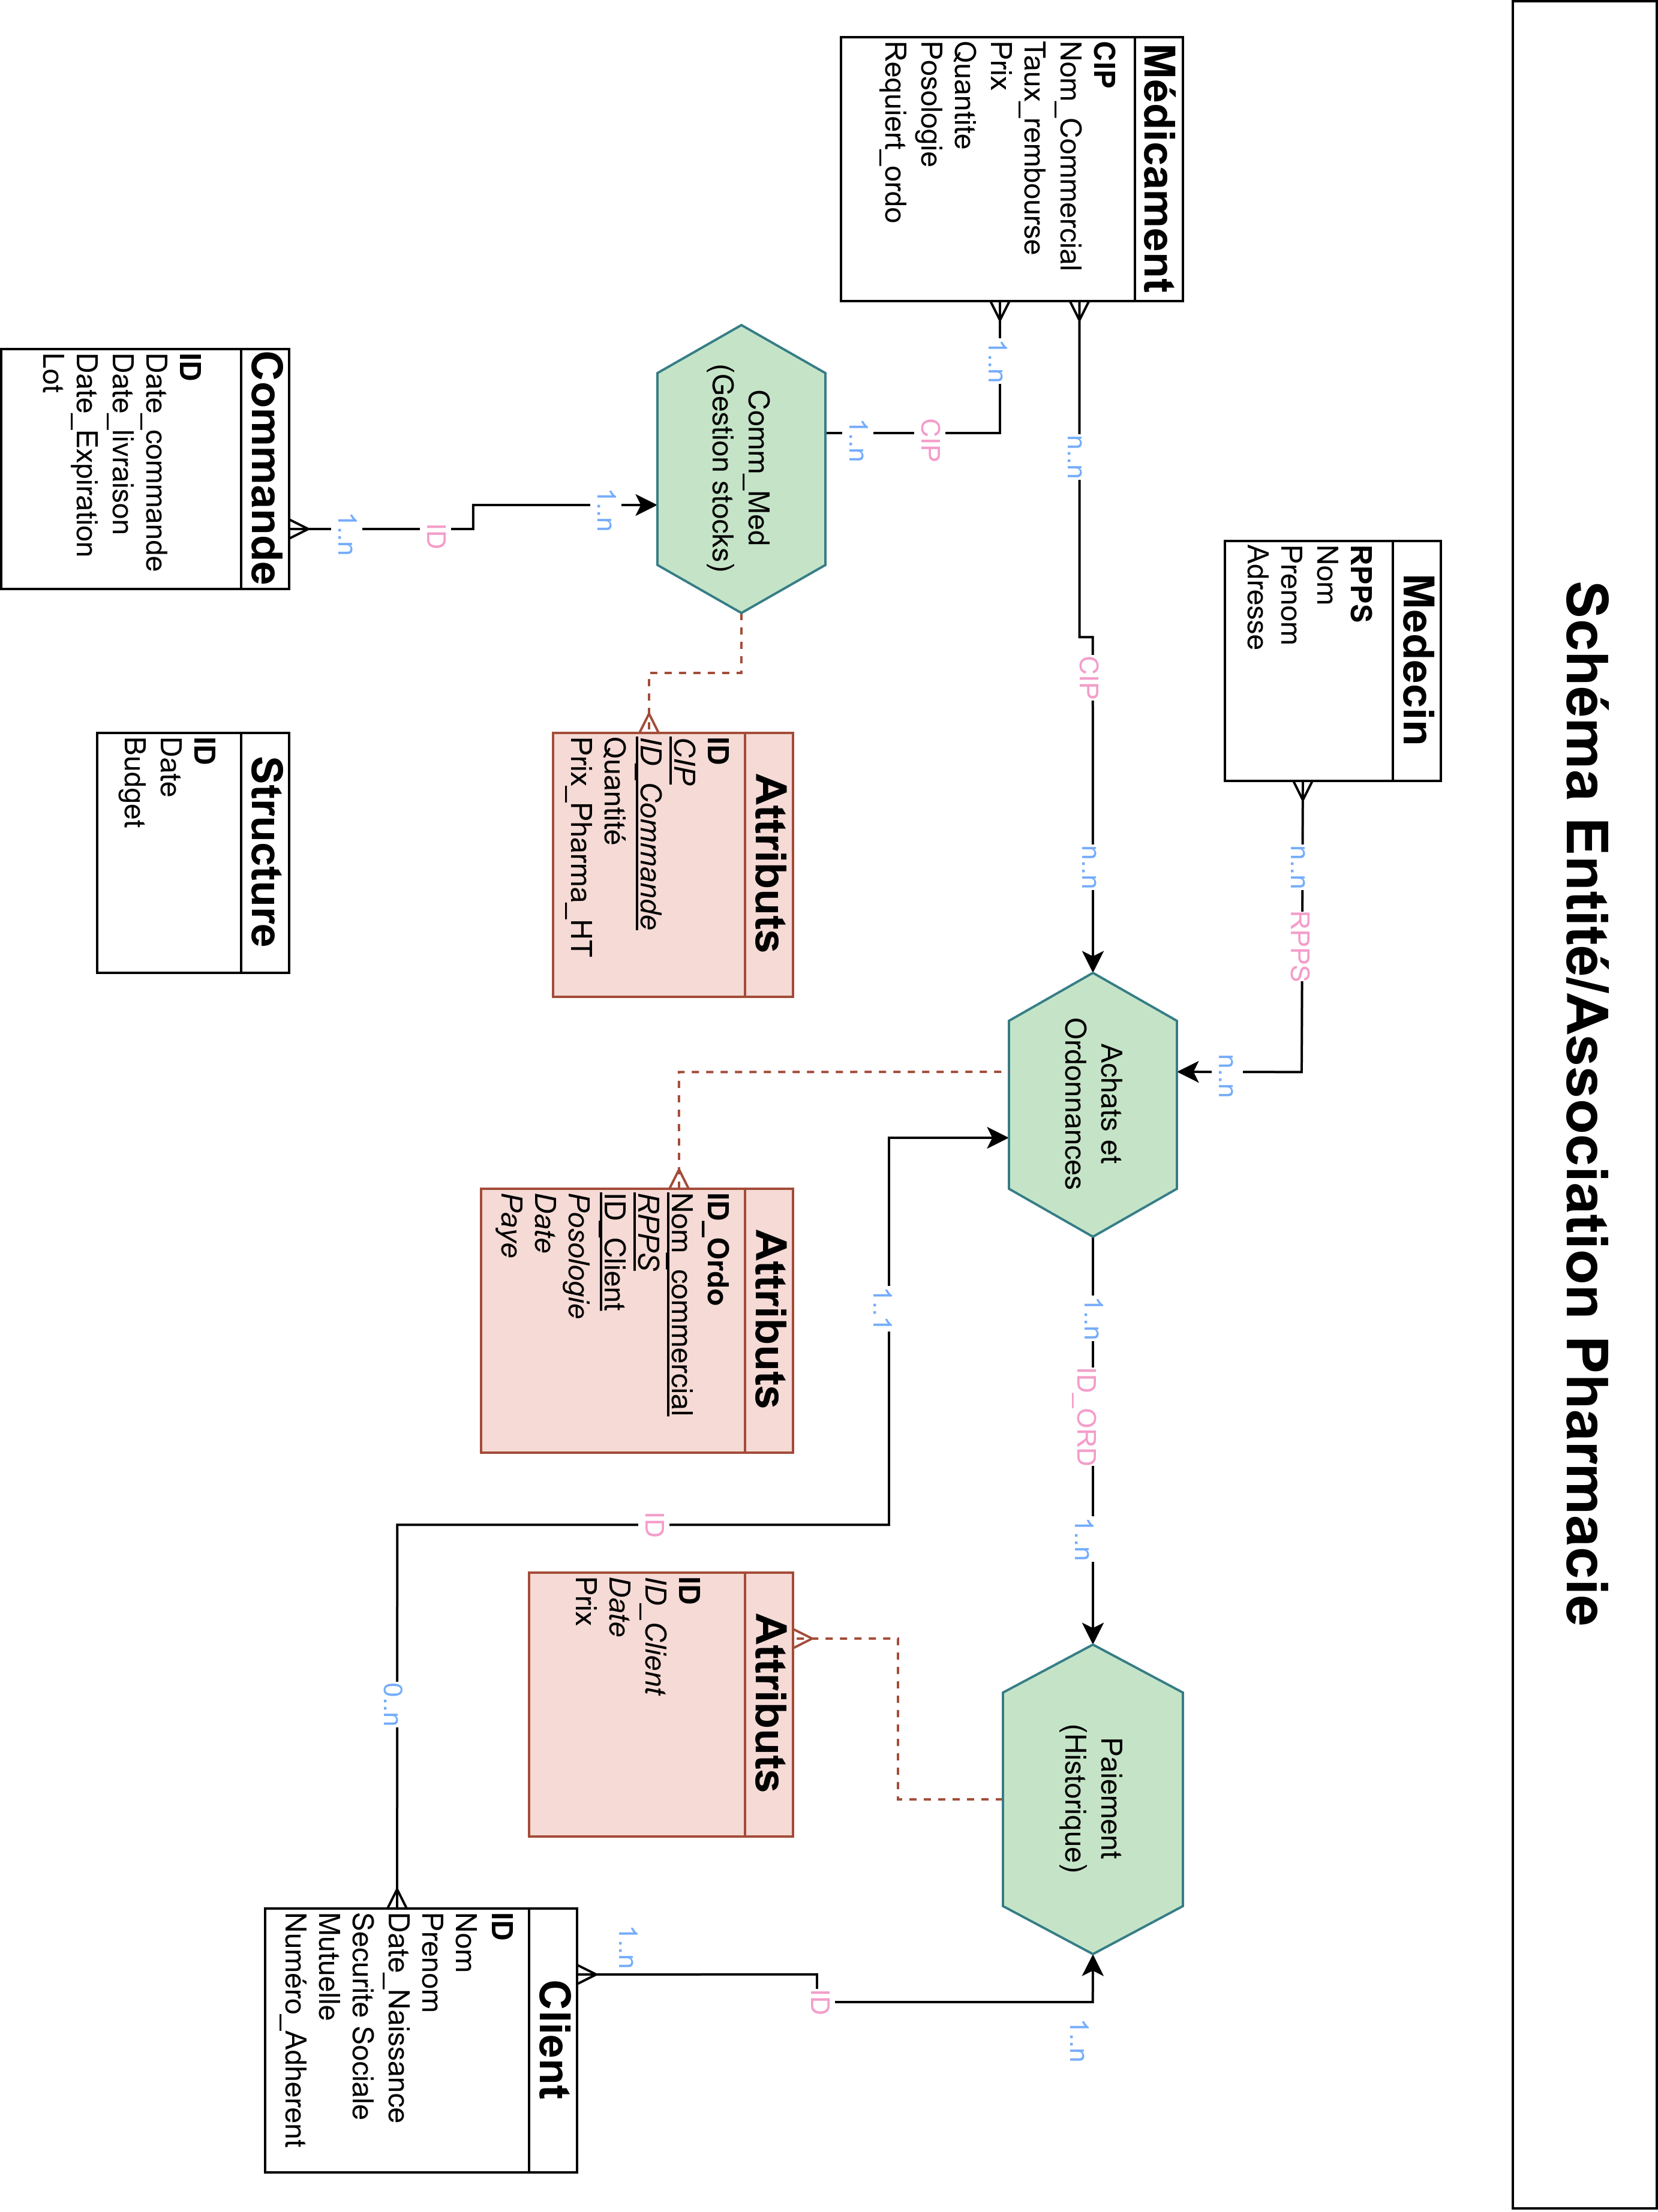 Schéma Entité/Association Pharmacie
Medecin
RPPS
Nom
Prenom
Adresse
n..n
RPPS
n..n
Médicament
CIP
Nom_Commercial
Taux_rembourse
Prix
Quantite
Posologie
Requiert_ordo
n..n
CIP
n..n
Achats et
Ordonnances
1..n
ID_ORD
1..n
Paiement
(Historique)
1..n
CIP
1..n
Comm_Med
(Gestion stocks)
1..n
ID
1..n
Commande
ID
Date_commande
Date_livraison
Date_Expiration
Lot
Attributs
ID
CIP
ID_Commande
Quantité
Prix_Pharma_HT
Structure
ID
Date
Budget
Attributs
ID_Ordo
Nom_commercial
RPPS
ID_Client
Posologie
Date
Paye
1..1
ID
0..n
Attributs
ID
ID_Client
Date
Prix
1..n
ID
1..n
Client
ID
Nom
Prenom
Date_Naissance
Securite Sociale
Mutuelle
Numéro_Adherent